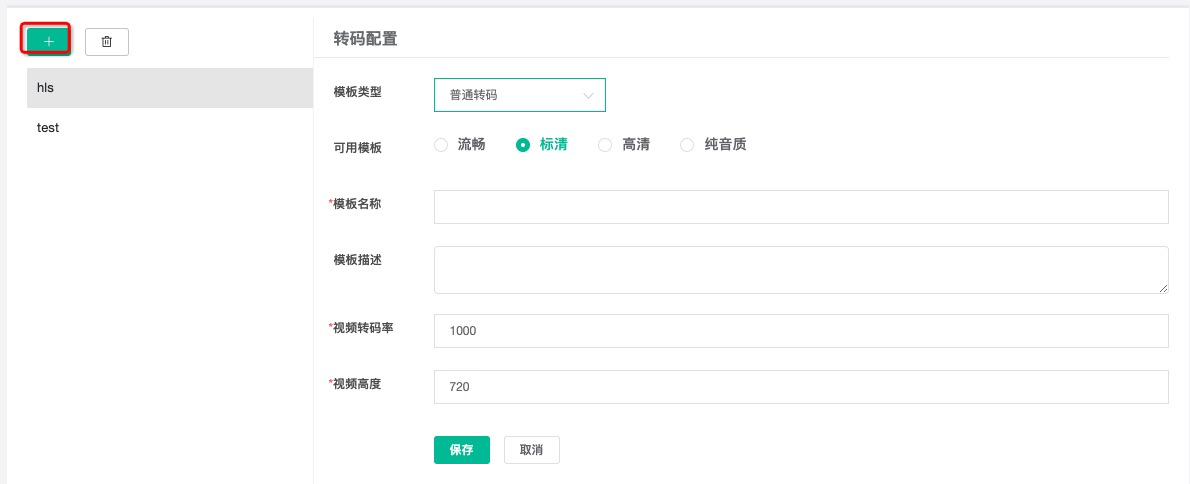 +
hls
test
转码配置
模板类型
普通转码
可用模板
流畅 标清 高清 纯音质
*模板名称
模板描述
*视频转码率
1000
*视频高度
720
保存 取消